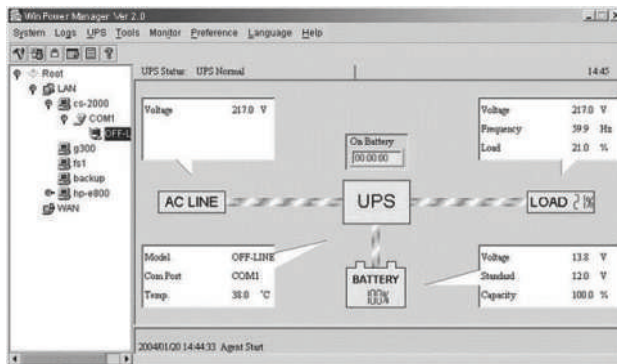 Win Power Manager Ver 2.0
System Logs UPS Tools Monitor Preference Language Help
Root
LAN
cs-2000
COM1
OFF-L
g300
fs1
backup
hp-e800
WAN
UPS Status: UPS Normal
14:45
Voltage 217.0 V
On Battery
00:00:00
Voltage 217.0 V
Frequency 59.9 Hz
Load 21.0 %
AC LINE
UPS
LOAD 21%
Model OFF-LINE
Com.Port COM1
Temp. 38.0 °C
BATTERY
100%
Voltage 13.8 V
Standard 12.0 V
Capacity 100.0 %
2004/01/20 14:44:33 Agent Start